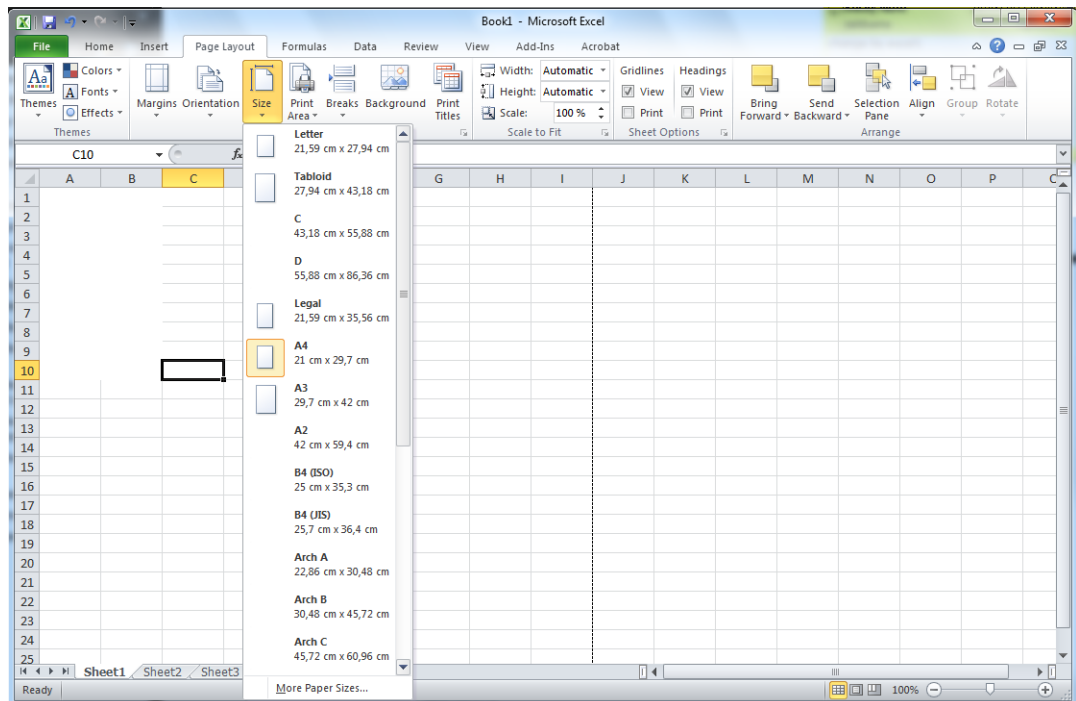 Book1 - Microsoft Excel
File Home Insert Page Layout Formulas Data Review View Add-Ins Acrobat
Aa
Themes
Colors
A Fonts
Effects
Themes
Margins
Orientation
Size
Print Area
Breaks
Background
Print Titles
Width: Automatic
Height: Automatic
Scale: 100 %
Scale to Fit
Gridlines Headings
View View
Print Print
Sheet Options
Bring Forward
Send Backward
Selection Pane
Align
Group
Rotate
Arrange
C10 fx
A B C G H I J K L M N O P
1
2
3
4
5
6
7
8
9
10
11
12
13
14
15
16
17
18
19
20
21
22
23
24
25
Letter
21,59 cm x 27,94 cm
Tabloid
27,94 cm x 43,18 cm
C
43,18 cm x 55,88 cm
D
55,88 cm x 86,36 cm
Legal
21,59 cm x 35,56 cm
A4
21 cm x 29,7 cm
A3
29,7 cm x 42 cm
A2
42 cm x 59,4 cm
B4 (ISO)
25 cm x 35,3 cm
B4 (JIS)
25,7 cm x 36,4 cm
Arch A
22,86 cm x 30,48 cm
Arch B
30,48 cm x 45,72 cm
Arch C
45,72 cm x 60,96 cm
More Paper Sizes...
Sheet1 Sheet2 Sheet3
Ready 100%